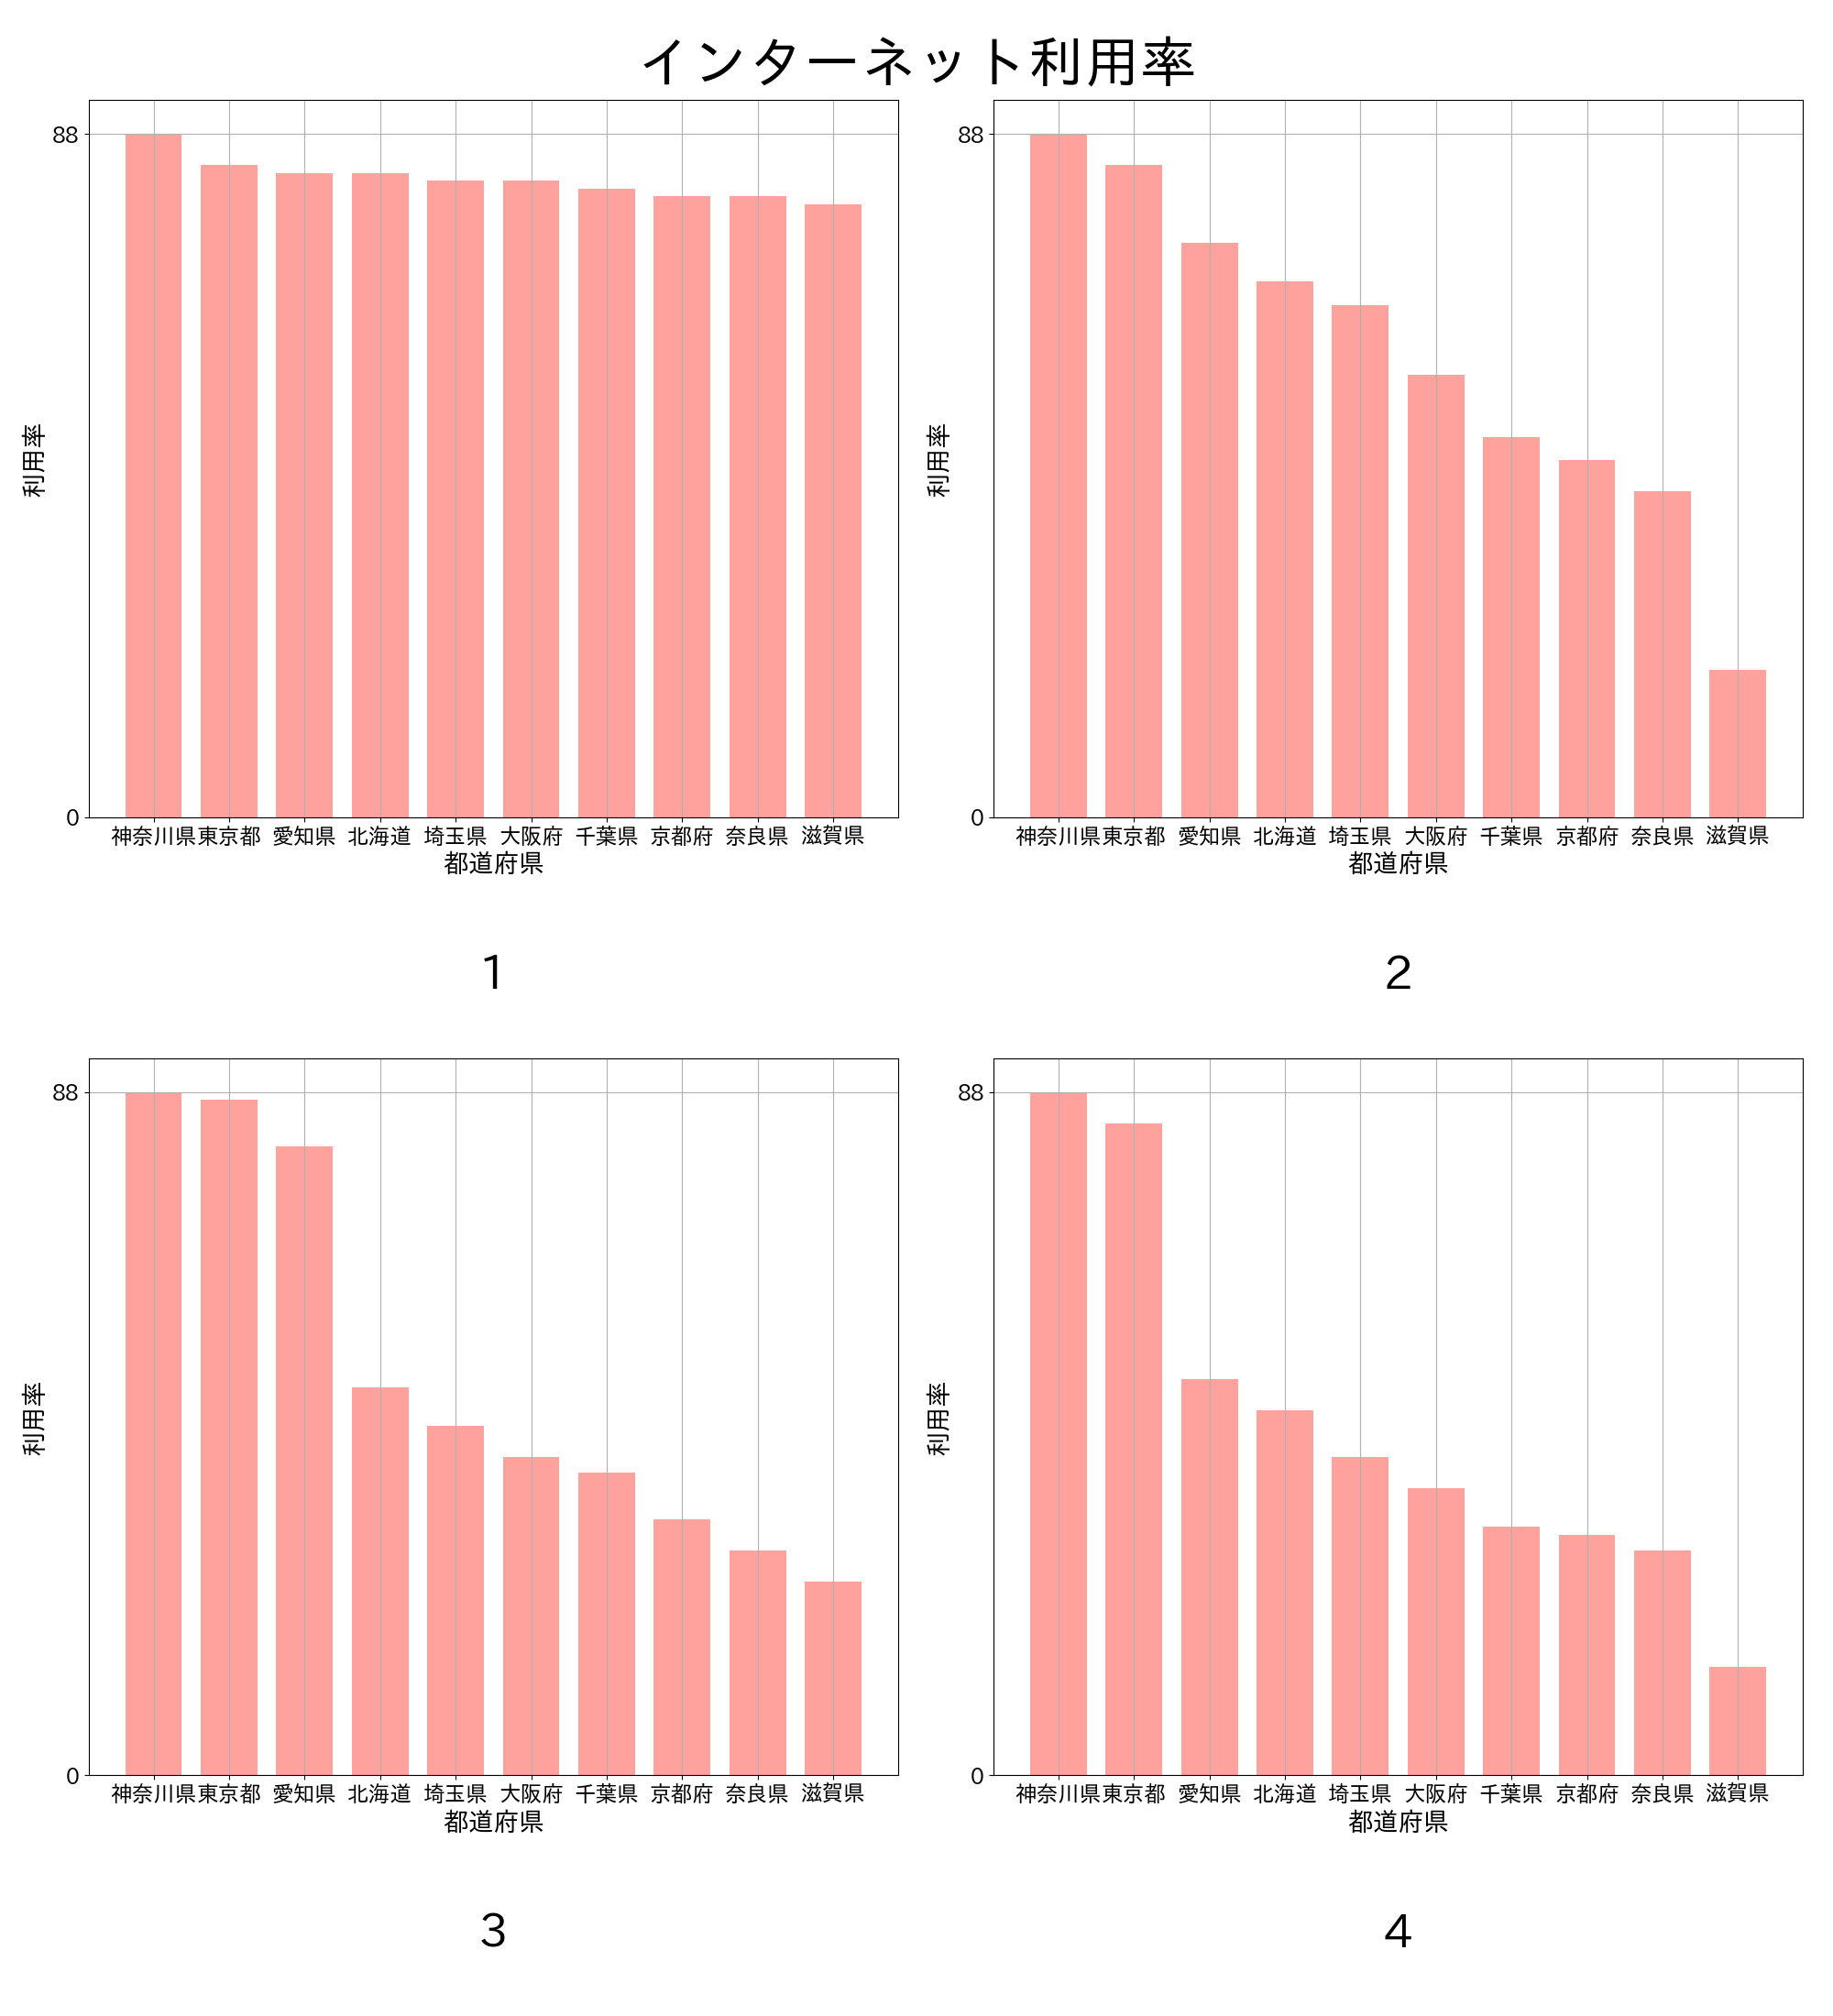 インターネット利用率
88
0
利用率
神奈川県 東京都 愛知県 北海道 埼玉県 大阪府 千葉県 京都府 奈良県 滋賀県
都道府県
1
88
0
利用率
神奈川県 東京都 愛知県 北海道 埼玉県 大阪府 千葉県 京都府 奈良県 滋賀県
都道府県
2
88
0
利用率
神奈川県 東京都 愛知県 北海道 埼玉県 大阪府 千葉県 京都府 奈良県 滋賀県
都道府県
3
88
0
利用率
神奈川県 東京都 愛知県 北海道 埼玉県 大阪府 千葉県 京都府 奈良県 滋賀県
都道府県
4